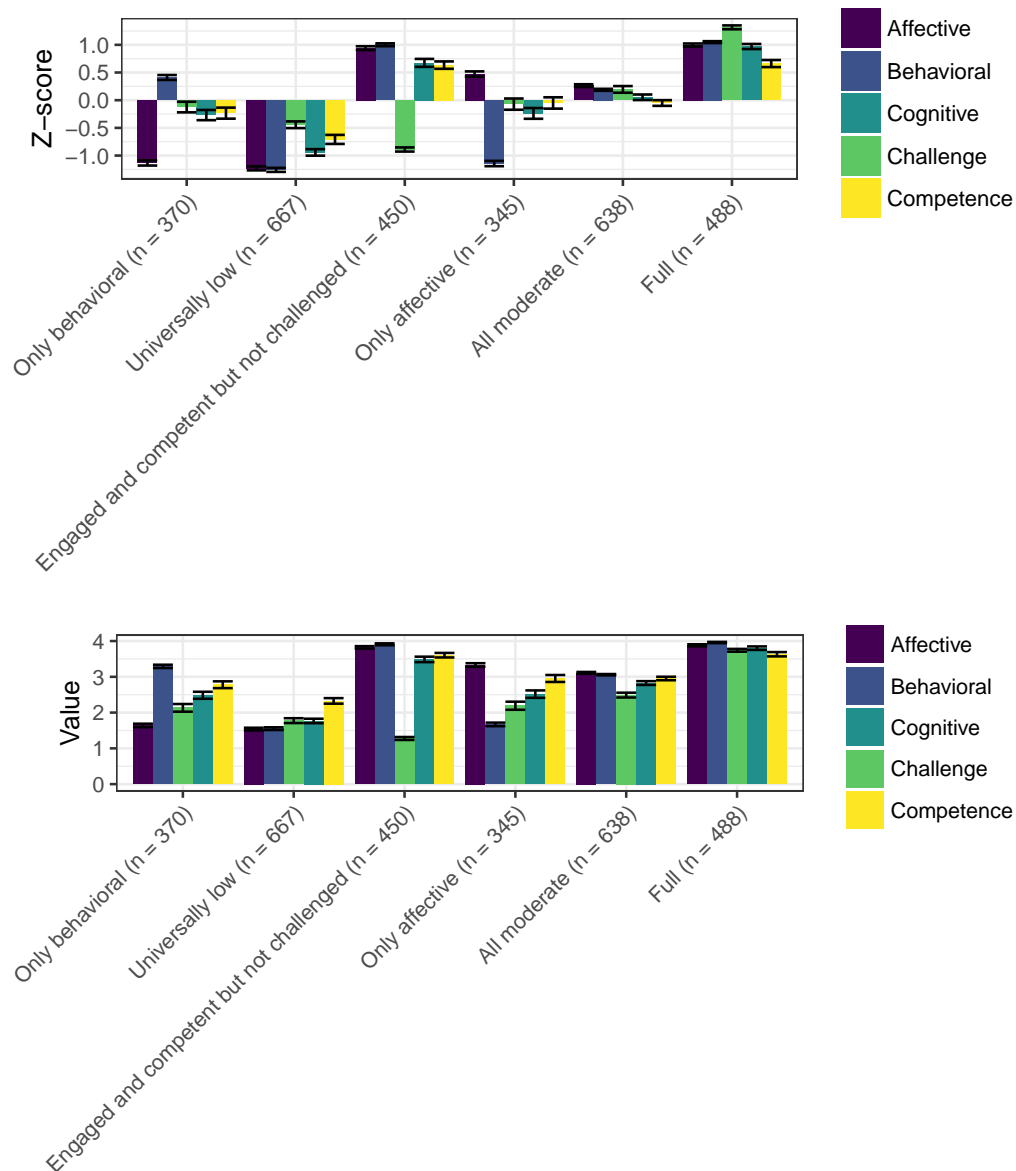 Z−score
1.0
0.5
0.0
−0.5
−1.0
Only behavioral (n = 370)
Universally low (n = 667)
Engaged and competent but not challenged (n = 450)
Only affective (n = 345)
All moderate (n = 638)
Full (n = 488)
Affective
Behavioral
Cognitive
Challenge
Competence
Value
4
3
2
1
0
Only behavioral (n = 370)
Universally low (n = 667)
Engaged and competent but not challenged (n = 450)
Only affective (n = 345)
All moderate (n = 638)
Full (n = 488)
Affective
Behavioral
Cognitive
Challenge
Competence